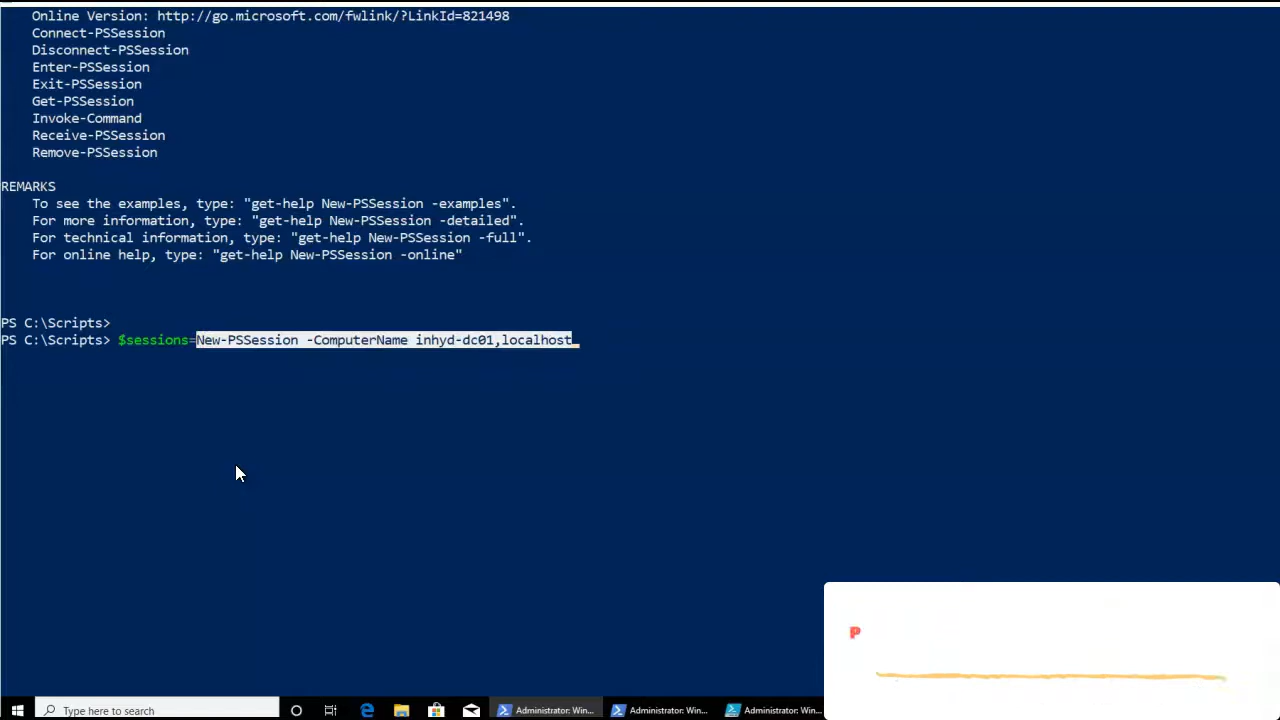 Online Version: http://go.microsoft.com/fwlink/?LinkId=821498
Connect-PSSession
Disconnect-PSSession
Enter-PSSession
Exit-PSSession
Get-PSSession
Invoke-Command
Receive-PSSession
Remove-PSSession
REMARKS
To see the examples, type: "get-help New-PSSession -examples".
For more information, type: "get-help New-PSSession -detailed".
For technical information, type: "get-help New-PSSession -full".
For online help, type: "get-help New-PSSession -online"
PS C:\Scripts>
PS C:\Scripts> $sessions=New-PSSession -ComputerName inhyd-dc01,localhost
P
Type here to search Administrator: Win... Administrator: Win... Administrator: Win...